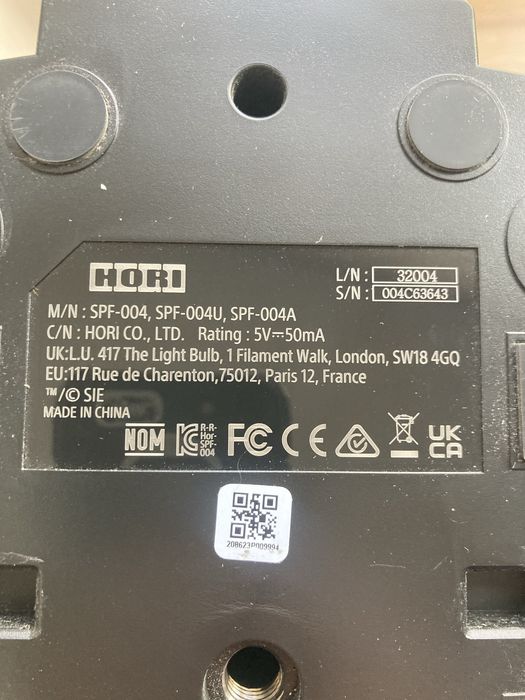 HORI
L/N : 32004
S/N : 004C63643
M/N : SPF-004, SPF-004U, SPF-004A
C/N : HORI CO., LTD. Rating : 5V⎓50mA
UK:L.U. 417 The Light Bulb, 1 Filament Walk, London, SW18 4GQ
EU:117 Rue de Charenton,75012, Paris 12, France
™/© SIE
MADE IN CHINA
NOM
R-R-
Hor-
SPF-
004
FC CE
UK
CA
208623P009994